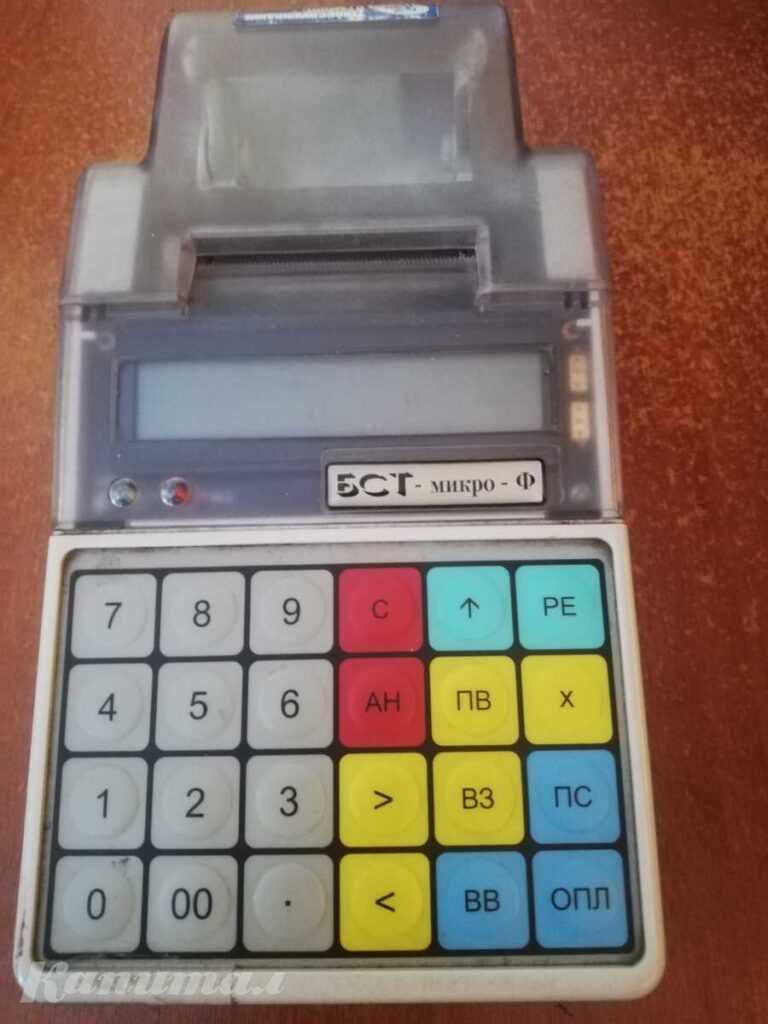 БСТ - микро - Ф
7 8 9 С ↑ РЕ
4 5 6 АН ПВ Х
1 2 3 > ВЗ ПС
0 00 . < ВВ ОПЛ
Капитал